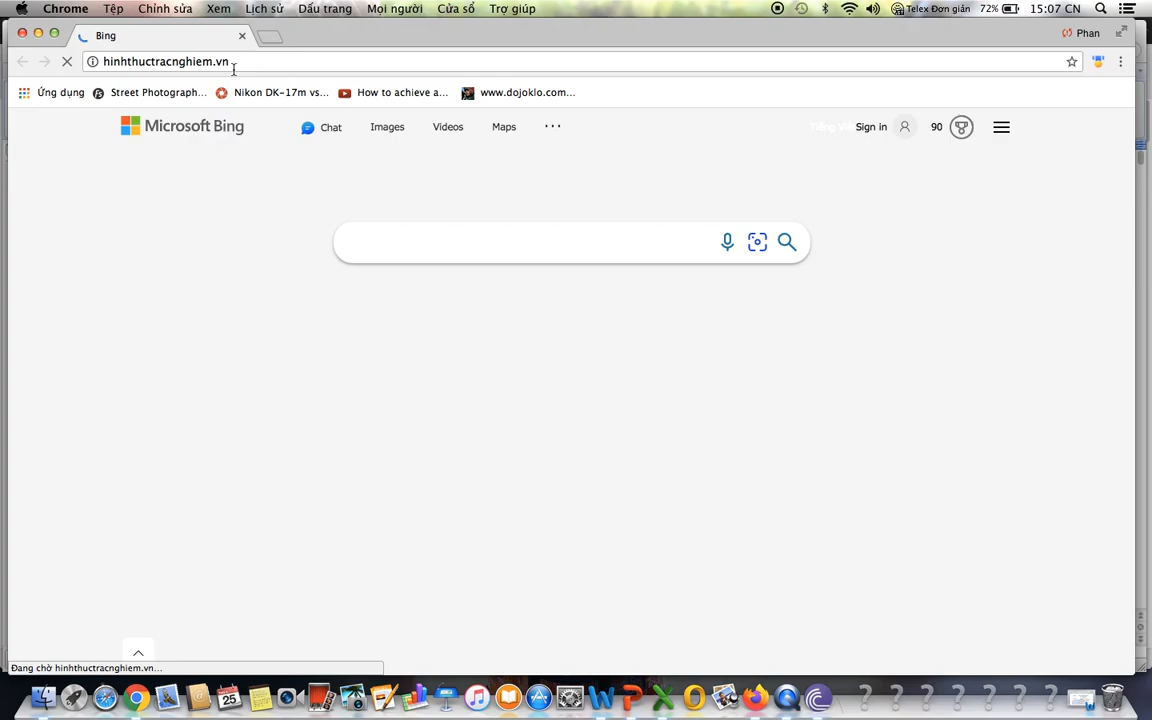 Chrome Tệp Chỉnh sửa Xem Lịch sử Dấu trang Mọi người Cửa sổ Trợ giúp Telex Đơn giản 72% 15:07 CN
Bing Phan
hinhthuctracnghiem.vn
Ứng dụng Street Photograph... Nikon DK-17m vs... How to achieve a... www.dojoklo.com...
Microsoft Bing Chat Images Videos Maps ... Tiếng Việt Sign in 90
Đang chờ hinhthuctracnghiem.vn...
25